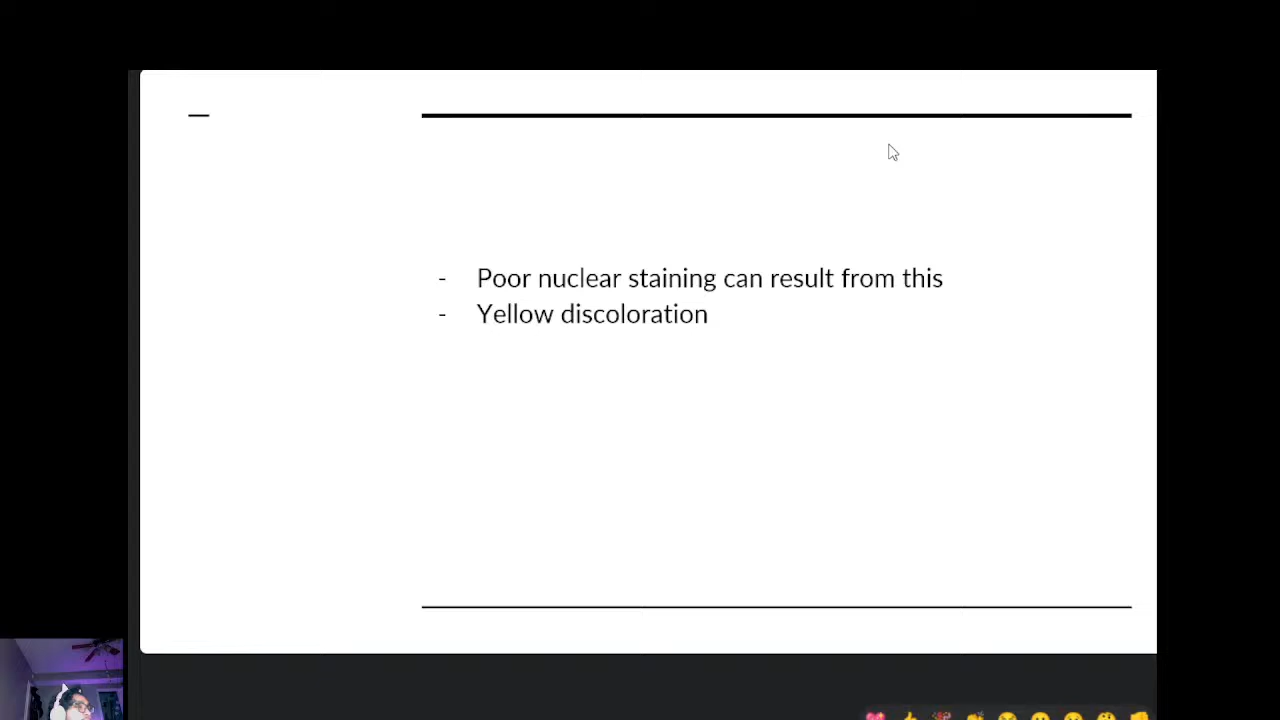 - Poor nuclear staining can result from this
- Yellow discoloration